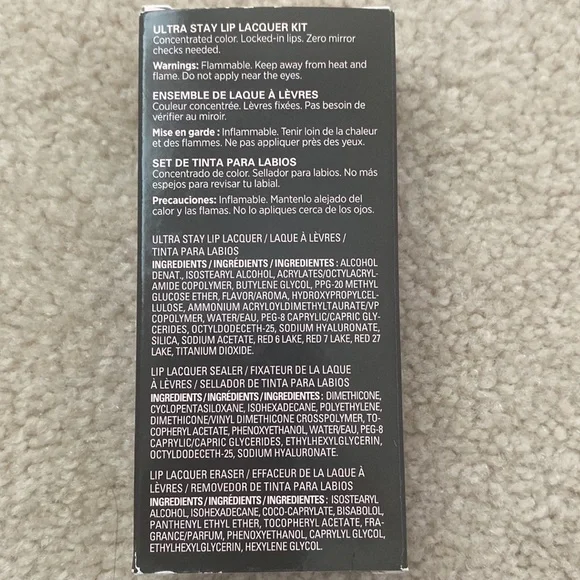 ULTRA STAY LIP LACQUER KIT
Concentrated color. Locked-in lips. Zero mirror
checks needed.
Warnings: Flammable. Keep away from heat and
flame. Do not apply near the eyes.
ENSEMBLE DE LAQUE À LÈVRES
Couleur concentrée. Lèvres fixées. Pas besoin de
vérifier au miroir.
Mise en garde : Inflammable. Tenir loin de la chaleur
et des flammes. Ne pas appliquer près des yeux.
SET DE TINTA PARA LABIOS
Concentrado de color. Sellador para labios. No más
espejos para revisar tu labial.
Precauciones: Inflamable. Mantenlo alejado del
calor y las flamas. No lo apliques cerca de los ojos.
ULTRA STAY LIP LACQUER / LAQUE À LÈVRES /
TINTA PARA LABIOS
INGREDIENTS / INGRÉDIENTS / INGREDIENTES : ALCOHOL
DENAT., ISOSTEARYL ALCOHOL, ACRYLATES/OCTYLACRYL-
AMIDE COPOLYMER, BUTYLENE GLYCOL, PPG-20 METHYL
GLUCOSE ETHER, FLAVOR/AROMA, HYDROXYPROPYLCEL-
LULOSE, AMMONIUM ACRYLOYLDIMETHYLTAURATE/VP
COPOLYMER, WATER/EAU, PEG-8 CAPRYLIC/CAPRIC GLY-
CERIDES, OCTYLDODECETH-25, SODIUM HYALURONATE,
SILICA, SODIUM ACETATE, RED 6 LAKE, RED 7 LAKE, RED 27
LAKE, TITANIUM DIOXIDE.
LIP LACQUER SEALER / FIXATEUR DE LA LAQUE
À LÈVRES / SELLADOR DE TINTA PARA LABIOS
INGREDIENTS/INGRÉDIENTS/INGREDIENTES : DIMETHICONE,
CYCLOPENTASILOXANE, ISOHEXADECANE, POLYETHYLENE,
DIMETHICONE/VINYL DIMETHICONE CROSSPOLYMER, TO-
COPHERYL ACETATE, PHENOXYETHANOL, WATER/EAU, PEG-8
CAPRYLIC/CAPRIC GLYCERIDES, ETHYLHEXYLGLYCERIN,
OCTYLDODECETH-25, SODIUM HYALURONATE.
LIP LACQUER ERASER / EFFACEUR DE LA LAQUE À
LÈVRES / REMOVEDOR DE TINTA PARA LABIOS
INGREDIENTS/INGRÉDIENTS/INGREDIENTES : ISOSTEARYL
ALCOHOL, ISOHEXADECANE, COCO-CAPRYLATE, BISABOLOL,
PANTHENYL ETHYL ETHER, TOCOPHERYL ACETATE, FRA-
GRANCE/PARFUM, PHENOXYETHANOL, CAPRYLYL GLYCOL,
ETHYLHEXYLGLYCERIN, HEXYLENE GLYCOL.